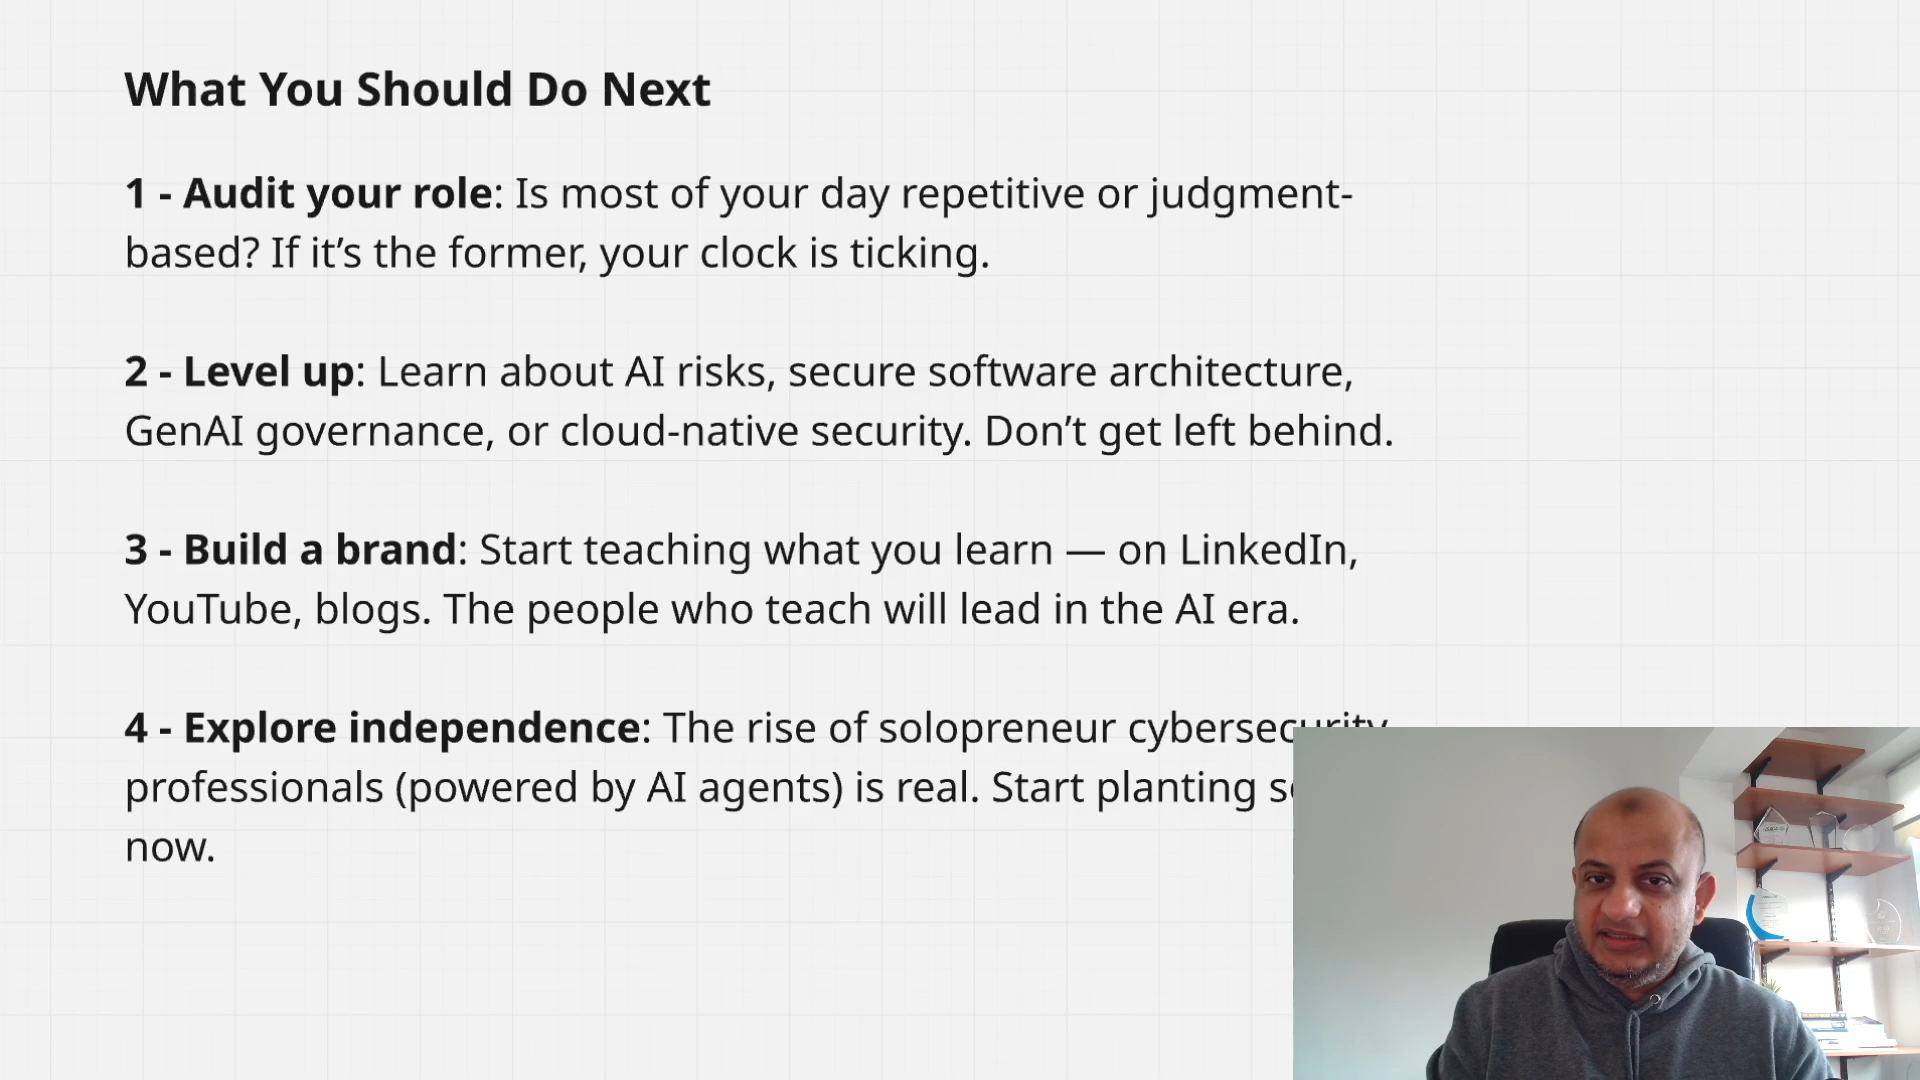 What You Should Do Next
1 - Audit your role: Is most of your day repetitive or judgment-
based? If it’s the former, your clock is ticking.
2 - Level up: Learn about AI risks, secure software architecture,
GenAI governance, or cloud-native security. Don’t get left behind.
3 - Build a brand: Start teaching what you learn — on LinkedIn,
YouTube, blogs. The people who teach will lead in the AI era.
4 - Explore independence: The rise of solopreneur cybersecurity
professionals (powered by AI agents) is real. Start planting
now.